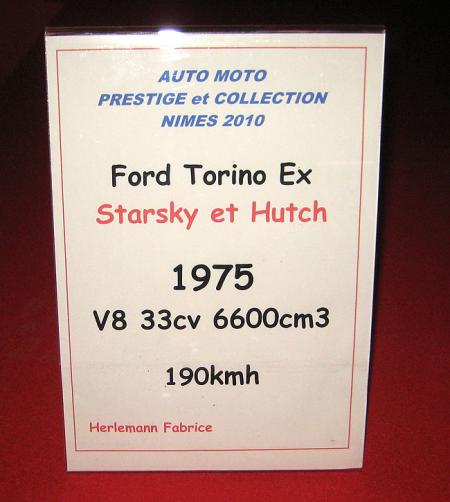 AUTO MOTO
PRESTIGE et COLLECTION
NIMES 2010
Ford Torino Ex
Starsky et Hutch
1975
V8 33cv 6600cm3
190kmh
Herlemann Fabrice